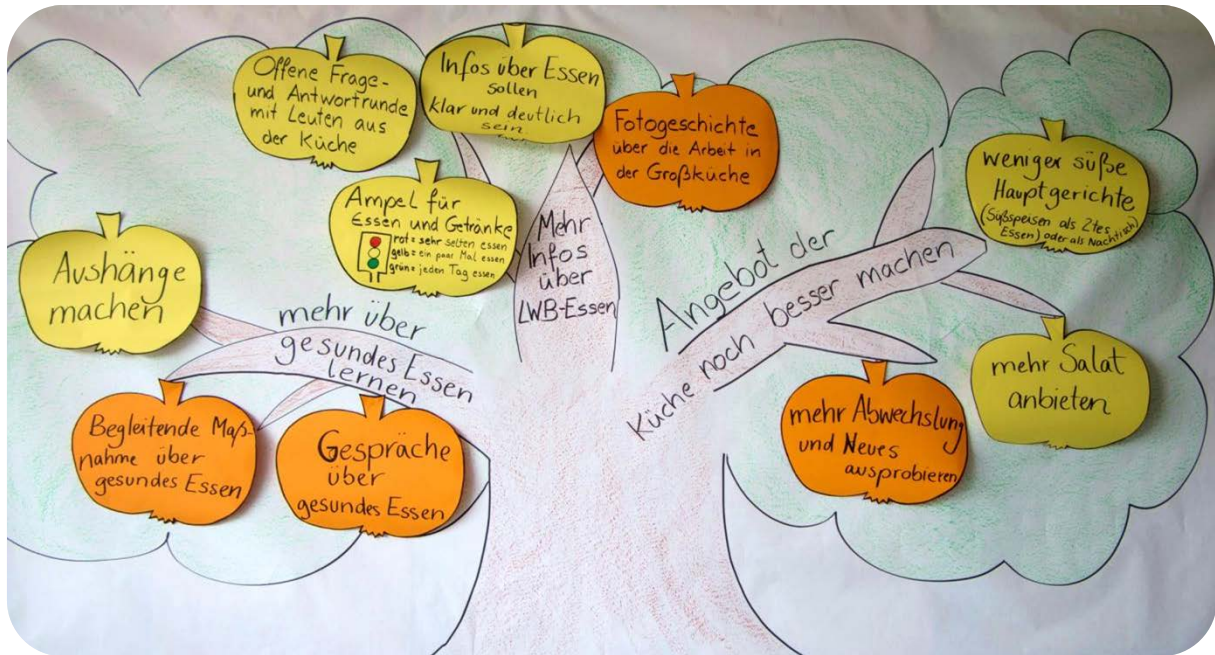 Offene Frage-
und Antwortrunde
mit Leuten aus
der Küche
Infos über Essen
sollen
klar und deutlich
sein
Fotogeschichte
über die Arbeit in
der Großküche
Ampel für
Essen und Getränke
rot = sehr selten essen
gelb = ein paar Mal essen
grün = jeden Tag essen
Mehr
Infos
über
LWB-Essen
Aushänge
machen
mehr über
gesundes Essen
lernen
Begleitende Maß-
nahme über
gesundes Essen
Gespräche
über
gesundes Essen
Angebot der
Küche noch besser machen
weniger süße
Hauptgerichte
(Süßspeisen als 2tes
Essen) oder als Nachtisch)
mehr Salat
anbieten
mehr Abwechslung
und Neues
ausprobieren